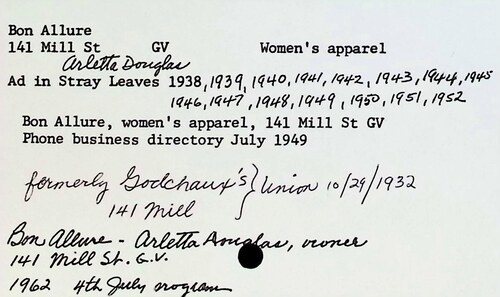 Bon Allure
141 Mill St GV Women's apparel
Arletta Douglas
Ad in Stray Leaves 1938, 1939, 1940, 1941, 1942, 1943, 1944, 1945
1946, 1947, 1948, 1949, 1950, 1951, 1952
Bon Allure, women's apparel, 141 Mill St GV
Phone business directory July 1949
formerly Godchaux's } Union 10/29/1932
141 Mill
Bon Allure - Arletta Douglas, owner
141 Mill St. G.V.
1962 4th July program